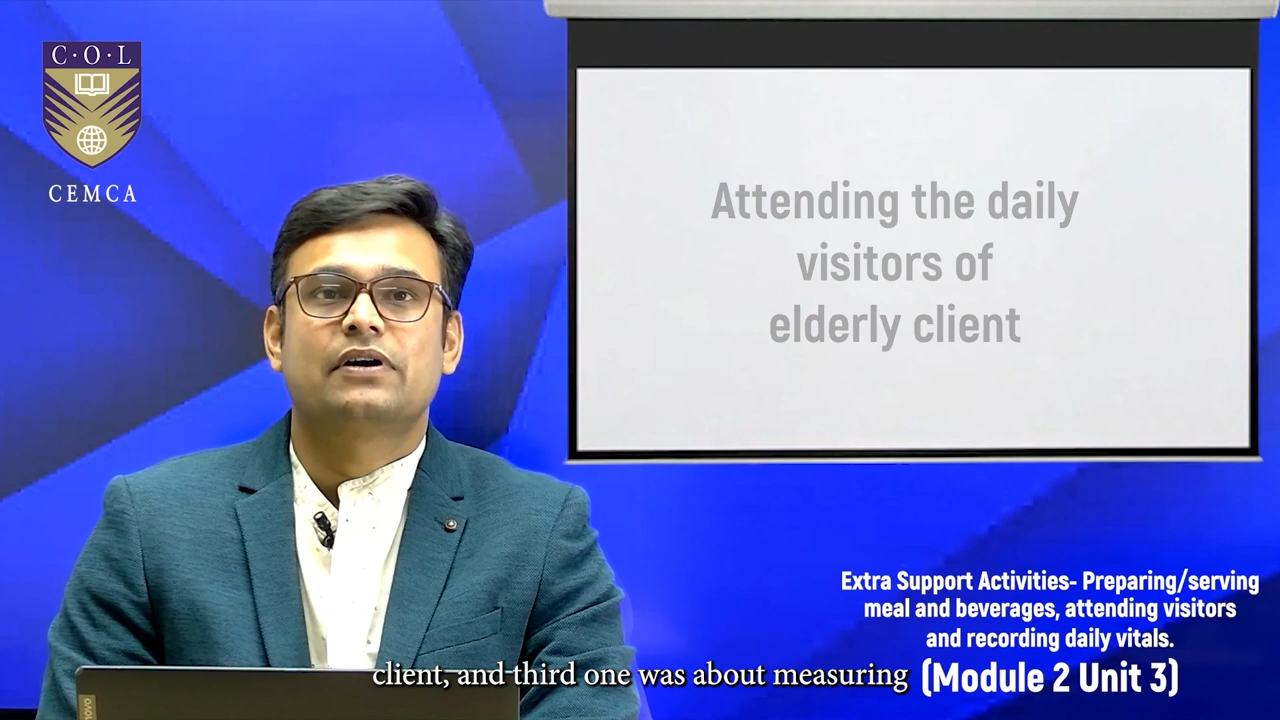 C·O·L
CEMCA
Attending the daily
visitors of
elderly client
Extra Support Activities- Preparing/serving
meal and beverages, attending visitors
and recording daily vitals.
(Module 2 Unit 3)
client, and third one was about measuring